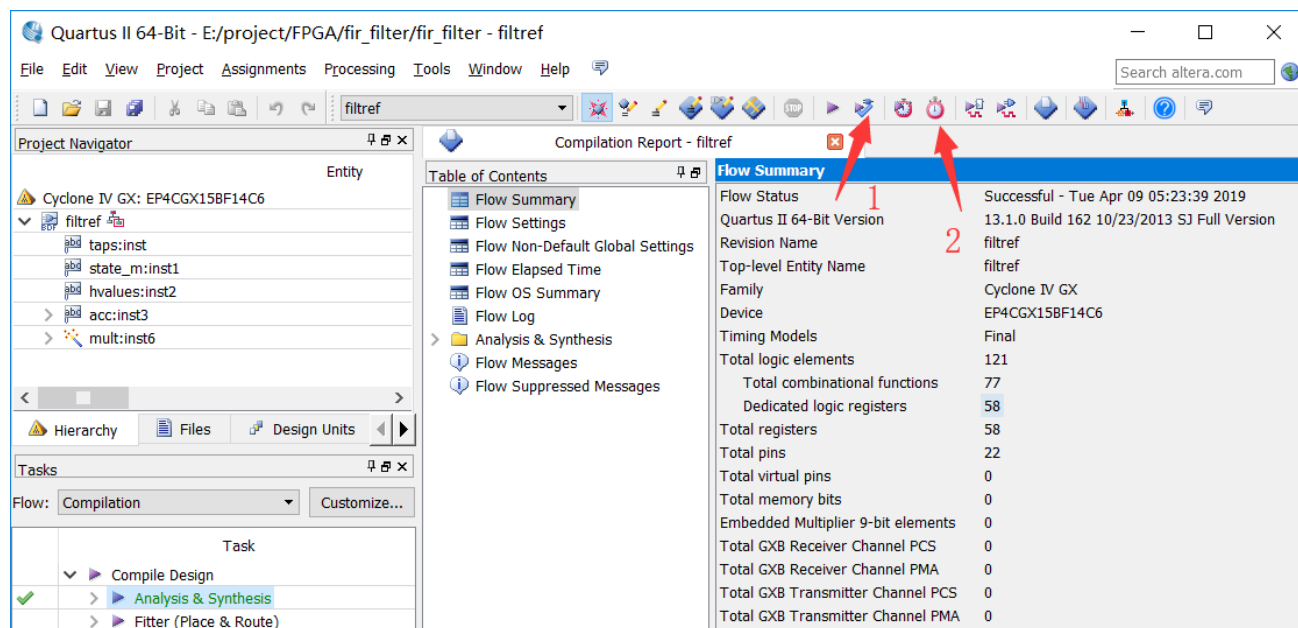 Quartus II 64-Bit - E:/project/FPGA/fir_filter/fir_filter - filtref
File Edit View Project Assignments Processing Tools Window Help
Search altera.com
filtref
STOP
Project Navigator
Entity
Cyclone IV GX: EP4CGX15BF14C6
filtref
taps:inst
state_m:inst1
hvalues:inst2
acc:inst3
mult:inst6
Hierarchy Files Design Units
Tasks
Flow: Compilation Customize...
Task
Compile Design
Analysis & Synthesis
Fitter (Place & Route)
Compilation Report - filtref
Table of Contents
Flow Summary
Flow Settings
Flow Non-Default Global Settings
Flow Elapsed Time
Flow OS Summary
Flow Log
Analysis & Synthesis
Flow Messages
Flow Suppressed Messages
Flow Summary
Flow Status Successful - Tue Apr 09 05:23:39 2019
Quartus II 64-Bit Version 13.1.0 Build 162 10/23/2013 SJ Full Version
Revision Name filtref
Top-level Entity Name filtref
Family Cyclone IV GX
Device EP4CGX15BF14C6
Timing Models Final
Total logic elements 121
Total combinational functions 77
Dedicated logic registers 58
Total registers 58
Total pins 22
Total virtual pins 0
Total memory bits 0
Embedded Multiplier 9-bit elements 0
Total GXB Receiver Channel PCS 0
Total GXB Receiver Channel PMA 0
Total GXB Transmitter Channel PCS 0
Total GXB Transmitter Channel PMA 0
1
2